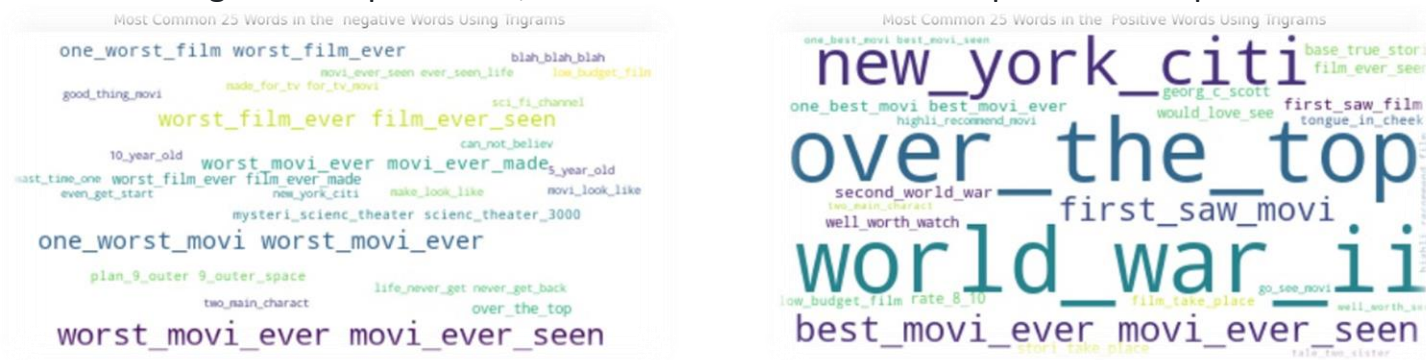 Most Common 25 Words in the negative Words Using Trigrams
one_worst_film worst_film_ever
blah_blah_blah
movi_ever_seen ever_seen_life
low_budget_film
made_for_tv for_tv_movi
good_thing_movi
sci_fi_channel
worst_film_ever film_ever_seen
can_not_believ
10_year_old
worst_movi_ever movi_ever_made
5_year_old
worst_film_ever film_ever_made
even_get_start
new_york_citi
make_look_like
movi_look_like
mysteri_scienc_theater scienc_theater_3000
one_worst_movi worst_movi_ever
plan_9_outer 9_outer_space
life_never_get never_get_back
two_main_charact
over_the_top
worst_movi_ever movi_ever_seen
Most Common 25 Words in the Positive Words Using Trigrams
one_best_movi best_movi_seen
new_york_citi
base_true_stori
film_ever_seen
georg_c_scott
one_best_movi best_movi_ever
first_saw_film
would_love_see
highli_recommend_movi
tongue_in_cheek
over_the_top
second_world_war
two_main_charact
first_saw_movi
well_worth_watch
world_war_ii
go_see_movi
low_budget_film
rate_8_10
film_take_place
best_movi_ever movi_ever_seen
stori_take_place